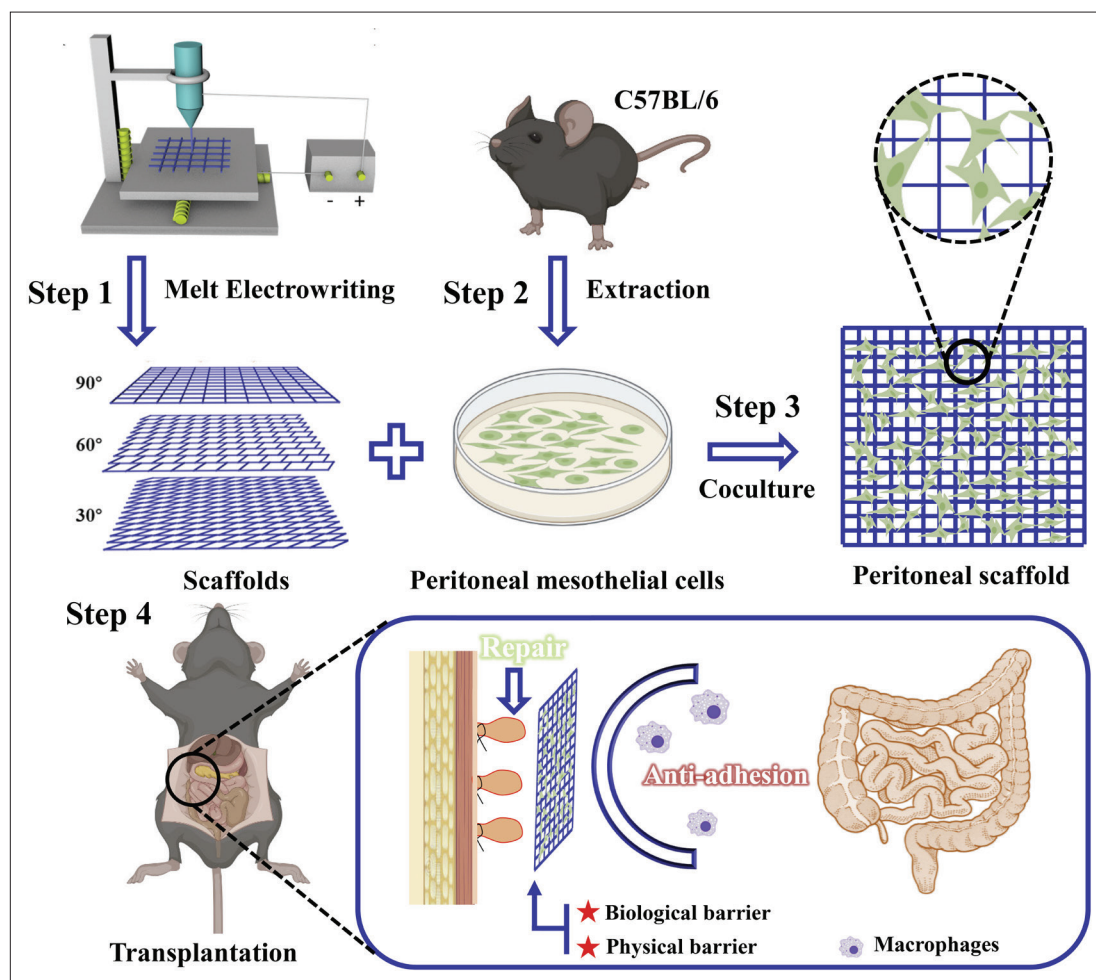 C57BL/6
- +
Step 1
Melt Electrowriting
Step 2
Extraction
90°
60°
30°
Step 3
Coculture
Scaffolds
Peritoneal mesothelial cells
Peritoneal scaffold
Step 4
Repair
Anti-adhesion
Biological barrier
Physical barrier
Macrophages
Transplantation